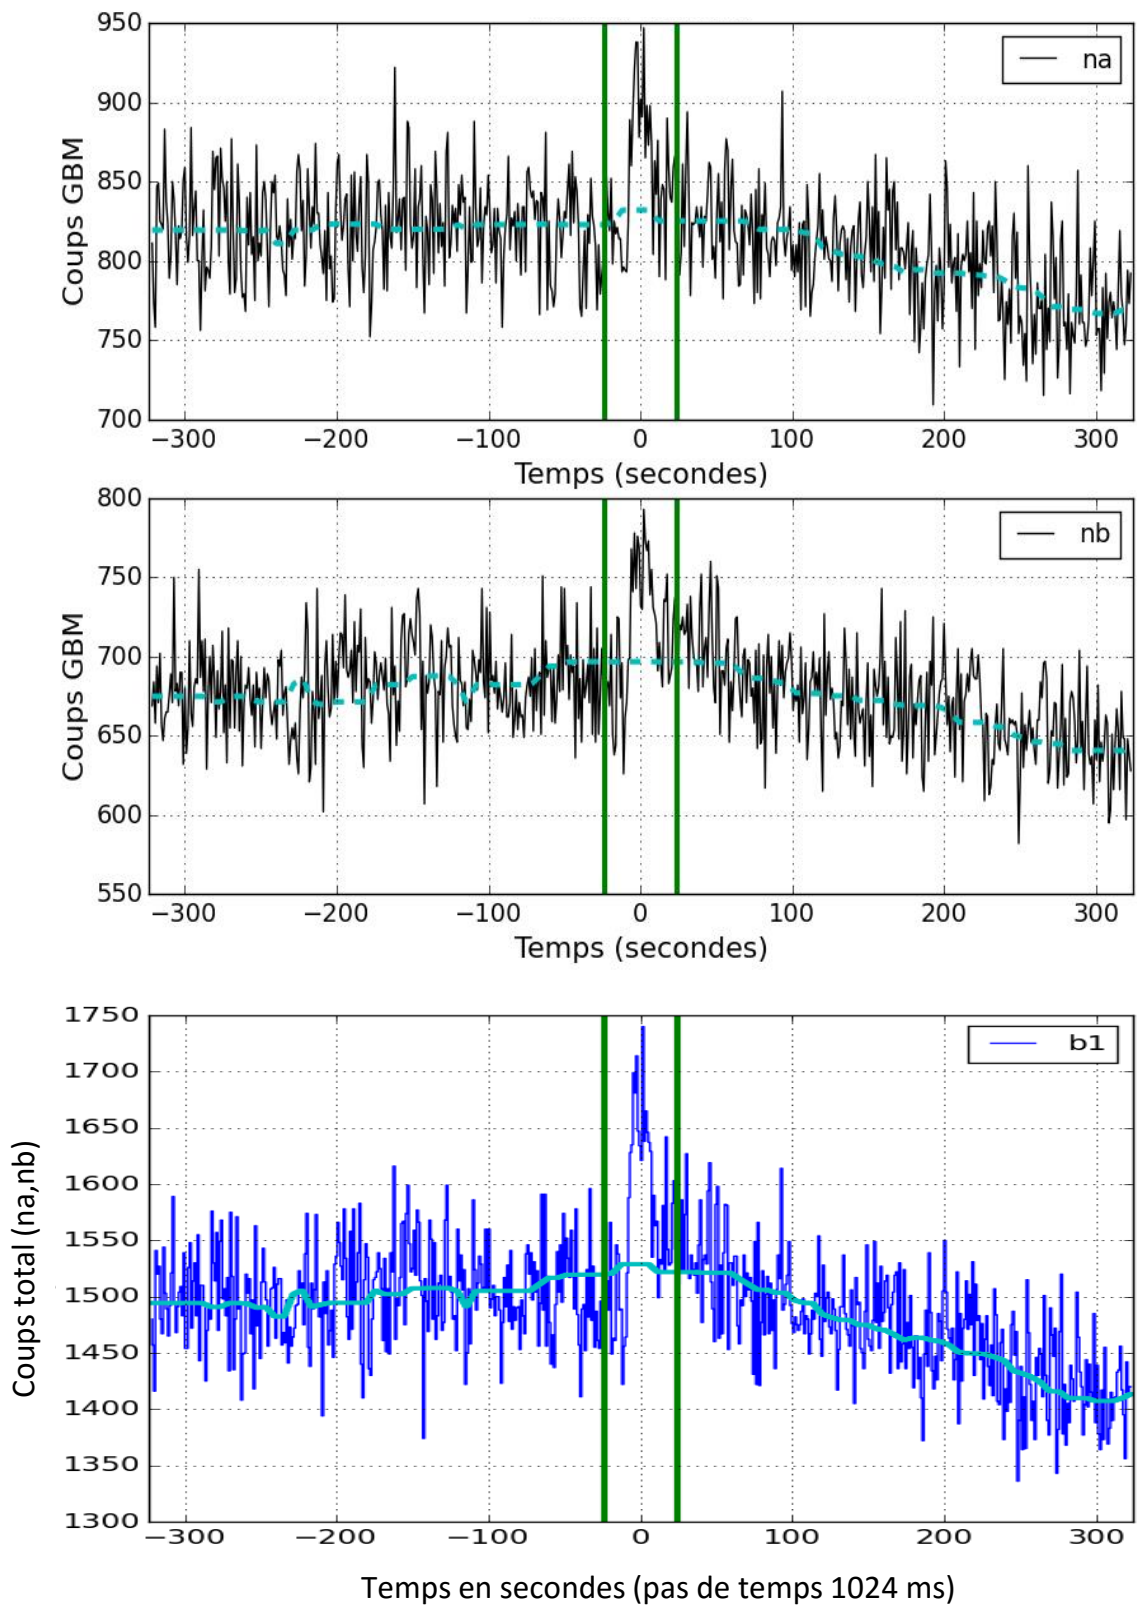 950
900
850
800
750
700
Coups GBM
na
−300 −200 −100 0 100 200 300
Temps (secondes)
800
750
700
650
600
550
Coups GBM
nb
−300 −200 −100 0 100 200 300
Temps (secondes)
1750
1700
1650
1600
1550
1500
1450
1400
1350
1300
Coups total (na,nb)
b1
−300 −200 −100 0 100 200 300
Temps en secondes (pas de temps 1024 ms)